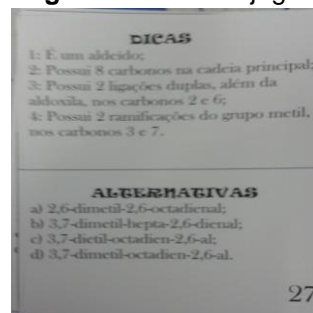 DICAS
1: É um aldeído;
2: Possui 8 carbonos na cadeia principal;
3: Possui 2 ligações duplas, além da
aldoxila, nos carbonos 2 e 6;
4: Possui 2 ramificações do grupo metil,
nos carbonos 3 e 7.
ALTERNATIVAS
a) 2,6-dimetil-2,6-octadienal;
b) 3,7-dimetil-hepta-2,6-dienal;
c) 3,7-dietil-octadien-2,6-al;
d) 3,7-dimetil-octadien-2,6-al.
27